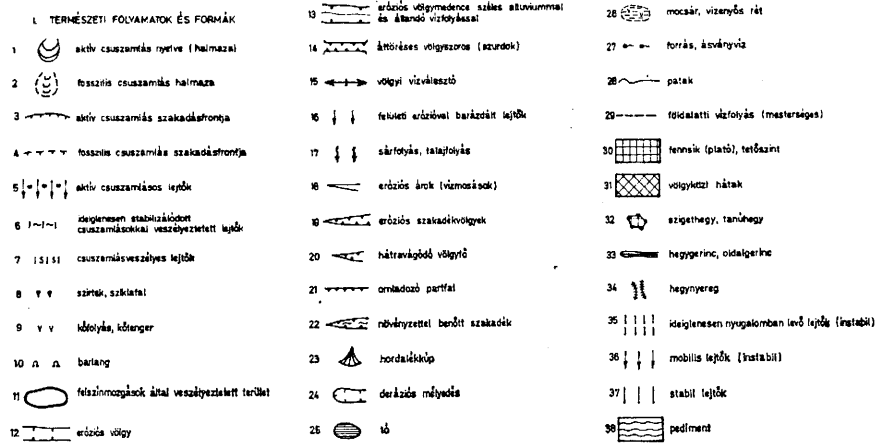 I. TERMÉSZETI FOLYAMATOK ÉS FORMÁK
1 aktív csuszamlás nyelve (halmaza)
2 fosszilis csuszamlás halmaza
3 aktív csuszamlás szakadásfrontja
4 fosszilis csuszamlás szakadásfrontja
5 aktív csuszamlásos lejtők
6 ideiglenesen stabilizálódott
csuszamlásokkal veszélyeztetett lejtők
7 csuszamlásveszélyes lejtők
8 szirtek, sziklafal
9 kőfolyás, kőtenger
10 barlang
11 felszínmozgások által veszélyeztetett terület
12 eróziós völgy
13 eróziós völgymedence széles alluviummal
és állandó vízfolyással
14 áttöréses völgyszoros (szurdok)
15 völgyi vízválasztó
16 felületi erózióval barázdált lejtők
17 sárfolyás, talajfolyás
18 eróziós árok (vízmosások)
19 eróziós szakadékvölgyek
20 hátravágódó völgyfő
21 omladozó partfal
22 növényzettel benőtt szakadék
23 hordalékkúp
24 deráziós mélyedés
25 tó
26 mocsár, vizenyős rét
27 forrás, ásványvíz
28 patak
29 földalatti vízfolyás (mesterséges)
30 fennsík (plató), tetőszint
31 völgyközi hátak
32 szigethegy, tanúhegy
33 hegygerinc, oldalgerinc
34 hegynyereg
35 ideiglenesen nyugalomban levő lejtők (instabil)
36 mobilis lejtők (instabil)
37 stabil lejtők
38 pediment